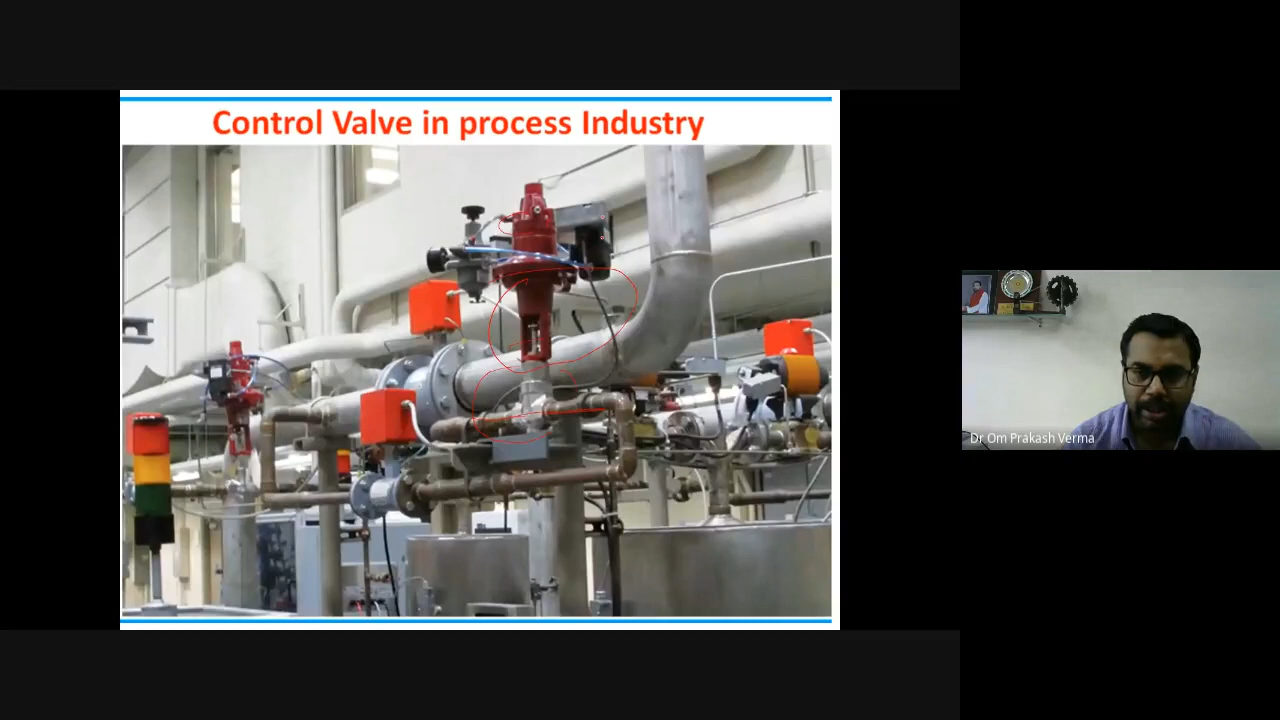 Control Valve in process Industry
Dr Om Prakash Verma